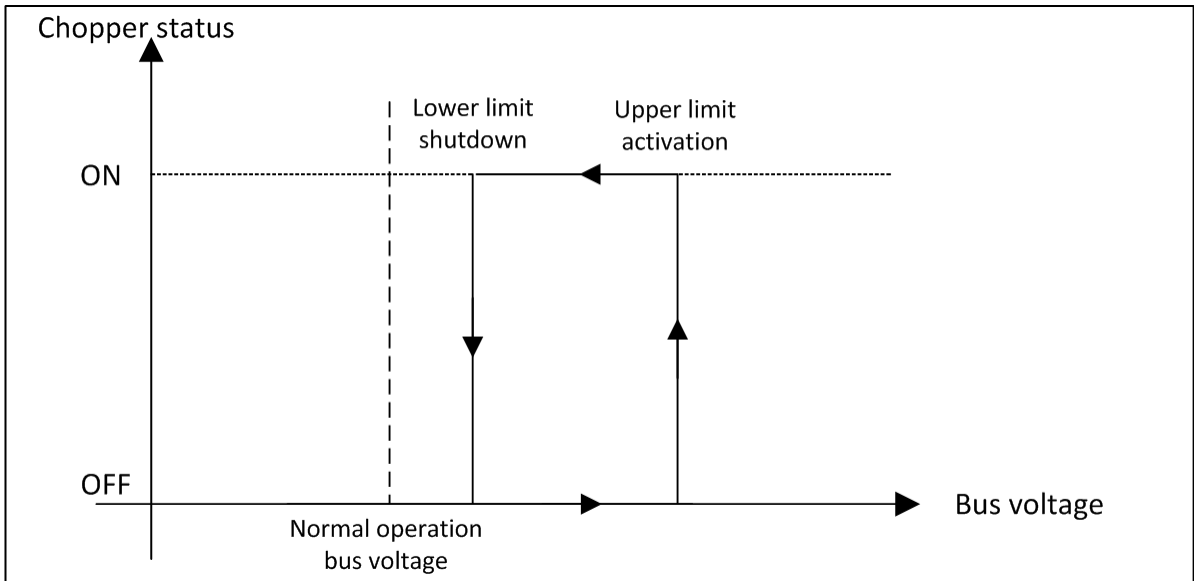 Chopper status
Lower limit
shutdown
Upper limit
activation
ON
OFF
Normal operation
bus voltage
Bus voltage